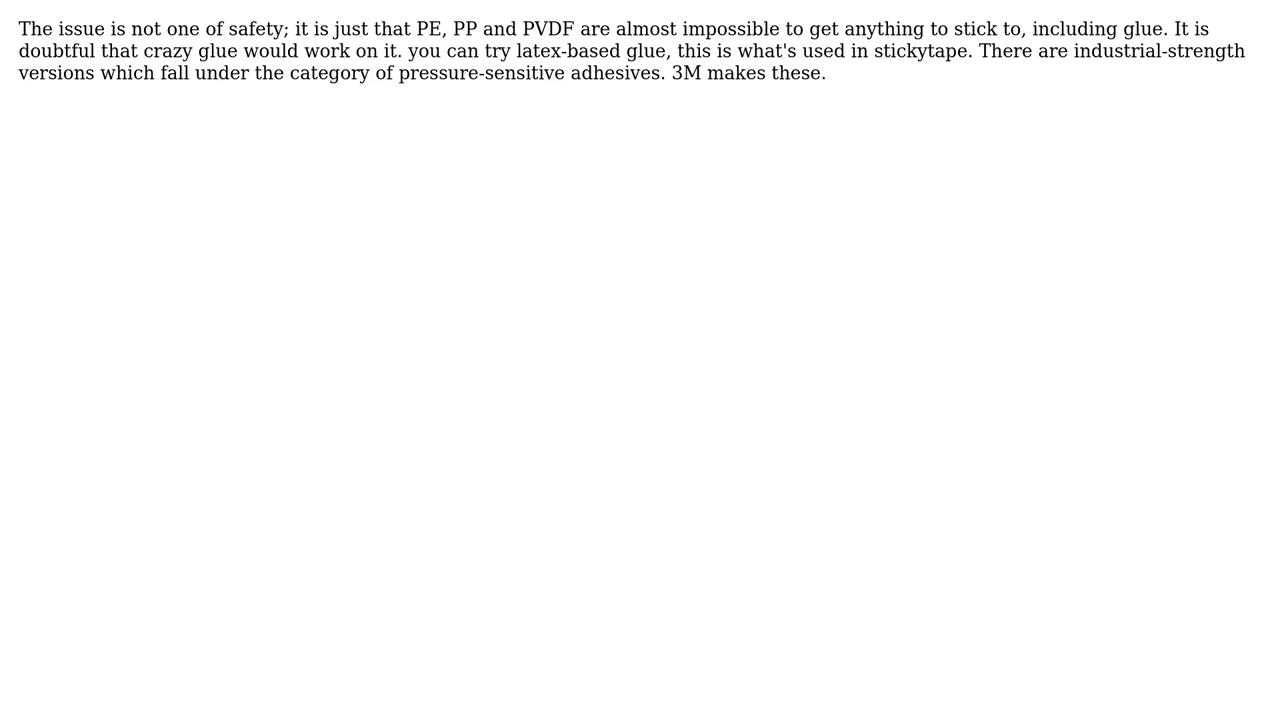 The issue is not one of safety; it is just that PE, PP and PVDF are almost impossible to get anything to stick to, including glue. It is
doubtful that crazy glue would work on it. you can try latex-based glue, this is what's used in stickytape. There are industrial-strength
versions which fall under the category of pressure-sensitive adhesives. 3M makes these.